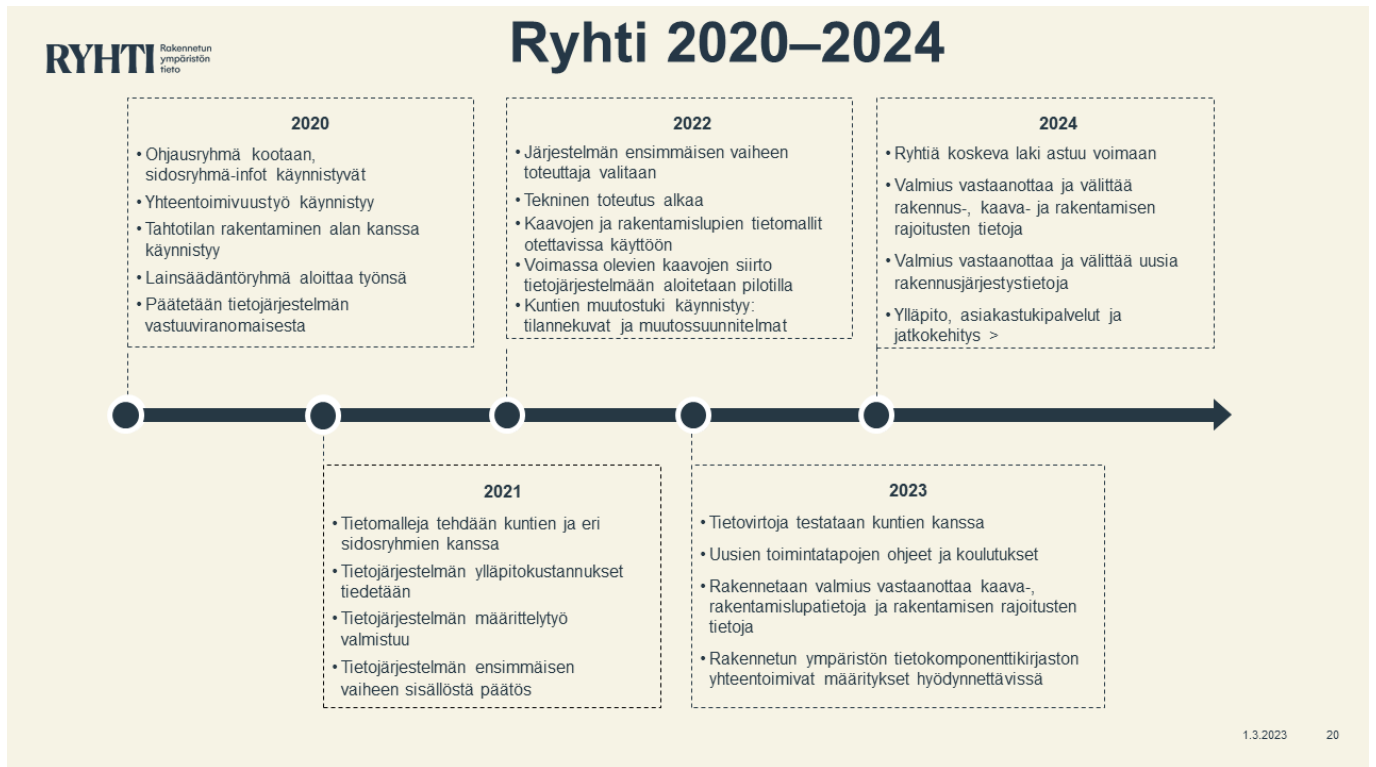 RYHTI
Rakennetun
ympäristön
tieto
Ryhti 2020–2024
2020
• Ohjausryhmä kootaan,
sidosryhmä-infot käynnistyvät
• Yhteentoimivuustyö käynnistyy
• Tahtotilan rakentaminen alan kanssa
käynnistyy
• Lainsäädäntöryhmä aloittaa työnsä
• Päätetään tietojärjestelmän
vastuuviranomaisesta
2022
• Järjestelmän ensimmäisen vaiheen
toteuttaja valitaan
• Tekninen toteutus alkaa
• Kaavojen ja rakentamislupien tietomallit
otettavissa käyttöön
• Voimassa olevien kaavojen siirto
tietojärjestelmään aloitetaan pilotilla
• Kuntien muutostuki käynnistyy:
tilannekuvat ja muutossuunnitelmat
2024
• Ryhtiä koskeva laki astuu voimaan
• Valmius vastaanottaa ja välittää
rakennus-, kaava- ja rakentamisen
rajoitusten tietoja
• Valmius vastaanottaa ja välittää uusia
rakennusjärjestystietoja
• Ylläpito, asiakastukipalvelut ja
jatkokehitys >
2021
• Tietomalleja tehdään kuntien ja eri
sidosryhmien kanssa
• Tietojärjestelmän ylläpitokustannukset
tiedetään
• Tietojärjestelmän määrittelytyö
valmistuu
• Tietojärjestelmän ensimmäisen
vaiheen sisällöstä päätös
2023
• Tietovirtoja testataan kuntien kanssa
• Uusien toimintatapojen ohjeet ja koulutukset
• Rakennetaan valmius vastaanottaa kaava-,
rakentamislupatietoja ja rakentamisen rajoitusten
tietoja
• Rakennetun ympäristön tietokomponenttikirjaston
yhteentoimivat määritykset hyödynnettävissä
1.3.2023
20